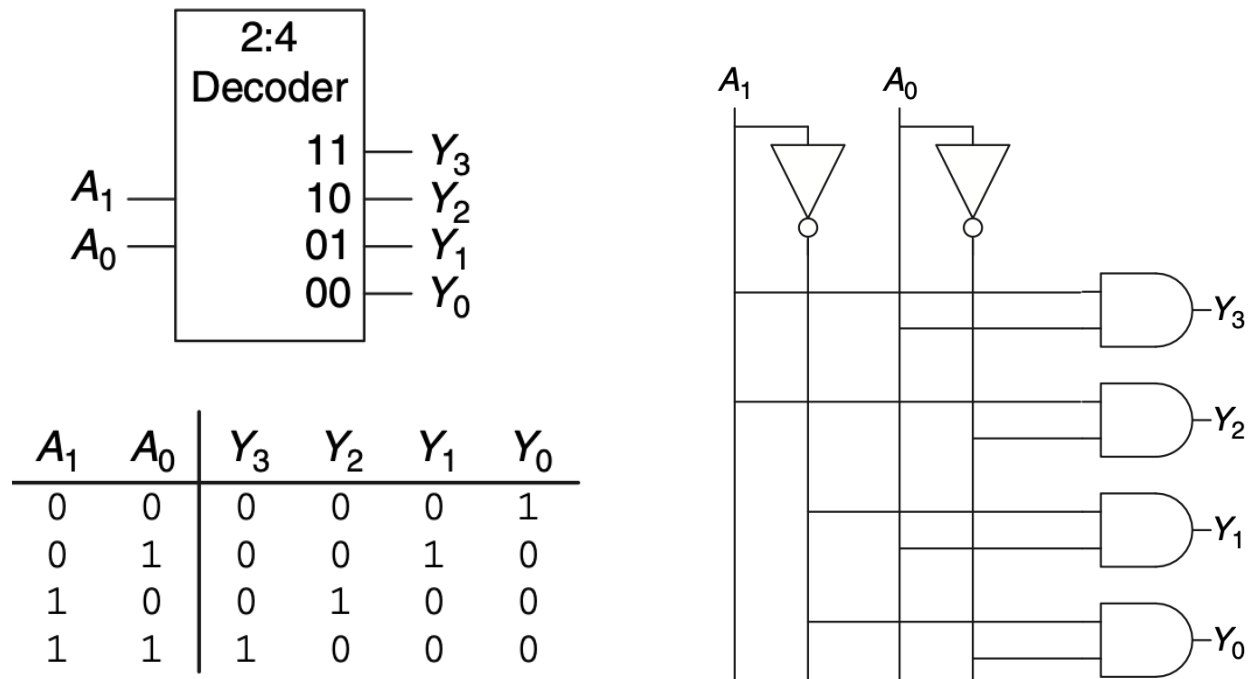 2:4
Decoder
11 Y₃
A₁ 10 Y₂
A₀ 01 Y₁
00 Y₀
A₁ A₀ Y₃ Y₂ Y₁ Y₀
0 0 0 0 0 1
0 1 0 0 1 0
1 0 0 1 0 0
1 1 1 0 0 0
A₁ A₀
Y₃
Y₂
Y₁
Y₀